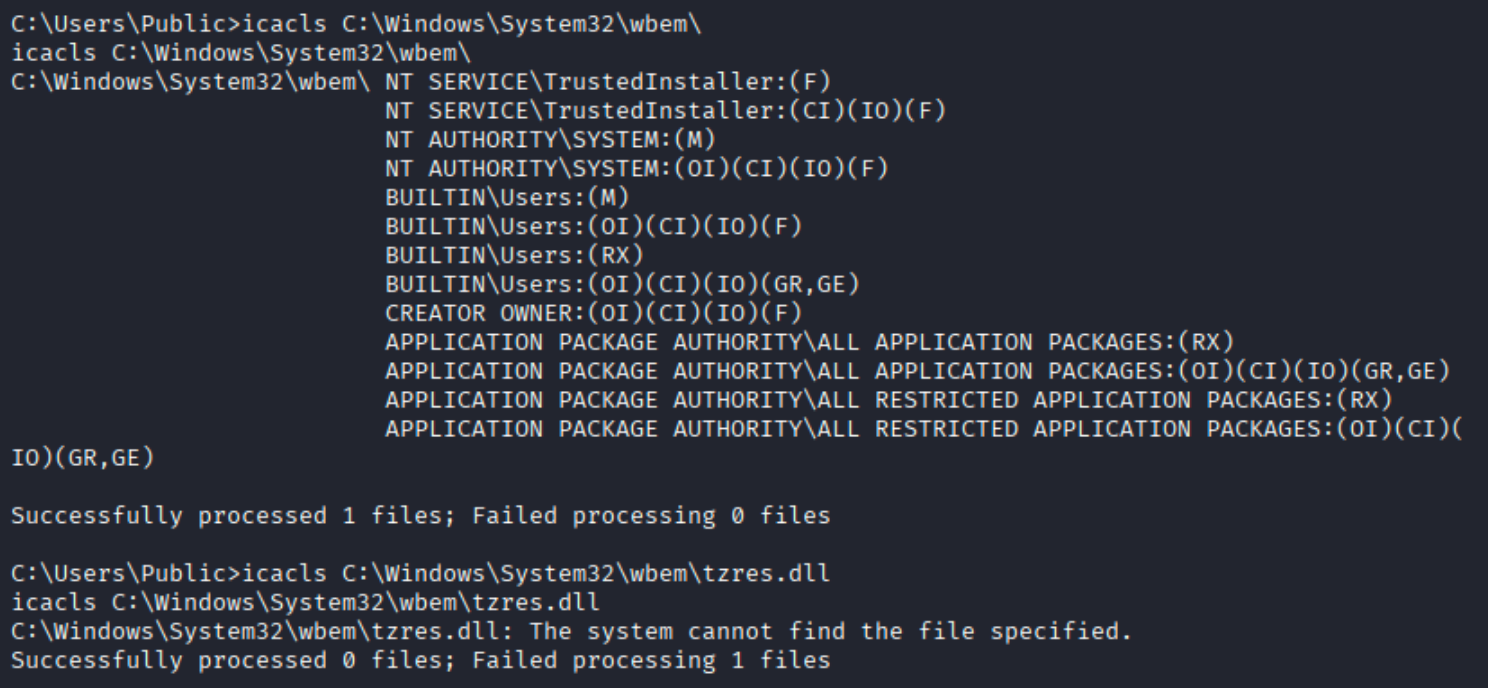 C:\Users\Public>icacls C:\Windows\System32\wbem\
icacls C:\Windows\System32\wbem\
C:\Windows\System32\wbem\ NT SERVICE\TrustedInstaller:(F)
NT SERVICE\TrustedInstaller:(CI)(IO)(F)
NT AUTHORITY\SYSTEM:(M)
NT AUTHORITY\SYSTEM:(OI)(CI)(IO)(F)
BUILTIN\Users:(M)
BUILTIN\Users:(OI)(CI)(IO)(F)
BUILTIN\Users:(RX)
BUILTIN\Users:(OI)(CI)(IO)(GR,GE)
CREATOR OWNER:(OI)(CI)(IO)(F)
APPLICATION PACKAGE AUTHORITY\ALL APPLICATION PACKAGES:(RX)
APPLICATION PACKAGE AUTHORITY\ALL APPLICATION PACKAGES:(OI)(CI)(IO)(GR,GE)
APPLICATION PACKAGE AUTHORITY\ALL RESTRICTED APPLICATION PACKAGES:(RX)
APPLICATION PACKAGE AUTHORITY\ALL RESTRICTED APPLICATION PACKAGES:(OI)(CI)(
IO)(GR,GE)
Successfully processed 1 files; Failed processing 0 files
C:\Users\Public>icacls C:\Windows\System32\wbem\tzres.dll
icacls C:\Windows\System32\wbem\tzres.dll
C:\Windows\System32\wbem\tzres.dll: The system cannot find the file specified.
Successfully processed 0 files; Failed processing 1 files